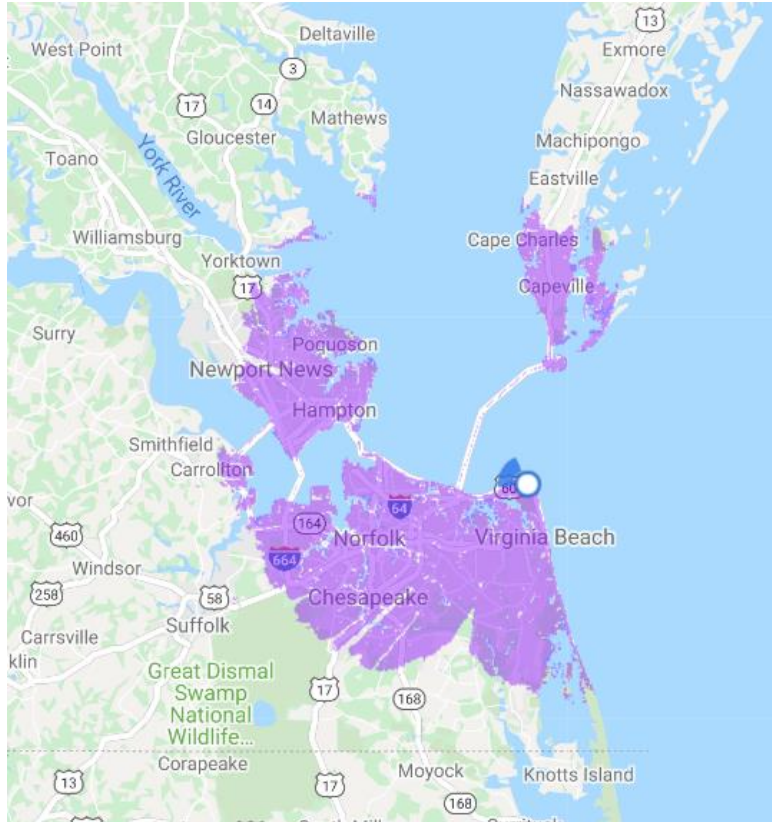 Deltaville
13
West Point
Exmore
3
17
14
Nassawadox
Mathews
Gloucester
Machipongo
Toano
York River
Eastville
Williamsburg
Cape Charles
Yorktown
17
Capeville
Surry
Poquoson
Newport News
Hampton
Smithfield
Carrollton
60
vor
64
164
460
Norfolk
Virginia Beach
664
Windsor
258
58
Chesapeake
Suffolk
Carrsville
klin
Great Dismal
Swamp
National
Wildlife...
17
168
Corapeake
Moyock
Knotts Island
13
17
168